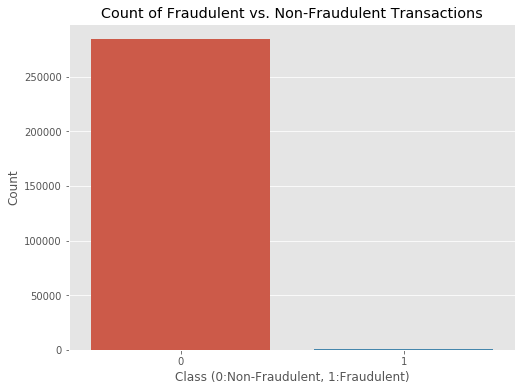 Count of Fraudulent vs. Non-Fraudulent Transactions
250000
200000
150000
100000
50000
0
Count
0
1
Class (0:Non-Fraudulent, 1:Fraudulent)